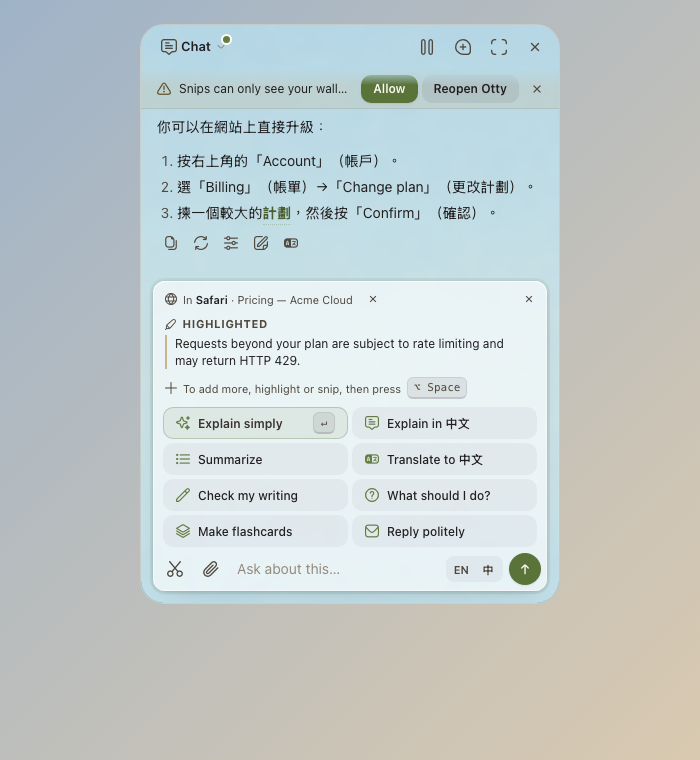 Chat
Snips can only see your wall...
Allow
Reopen Otty
你可以在網站上直接升級：
1. 按右上角的「Account」（帳戶）。
2. 選「Billing」（帳單）→「Change plan」（更改計劃）。
3. 揀一個較大的計劃，然後按「Confirm」（確認）。
In Safari · Pricing — Acme Cloud
HIGHLIGHTED
Requests beyond your plan are subject to rate limiting and
may return HTTP 429.
To add more, highlight or snip, then press ⌥ Space
Explain simply ↵
Explain in 中文
Summarize
Translate to 中文
Check my writing
What should I do?
Make flashcards
Reply politely
Ask about this...
EN 中